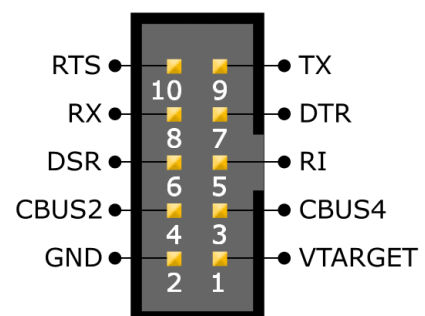 RTS TX
10 9
RX DTR
8 7
DSR RI
6 5
CBUS2 CBUS4
4 3
GND VTARGET
2 1